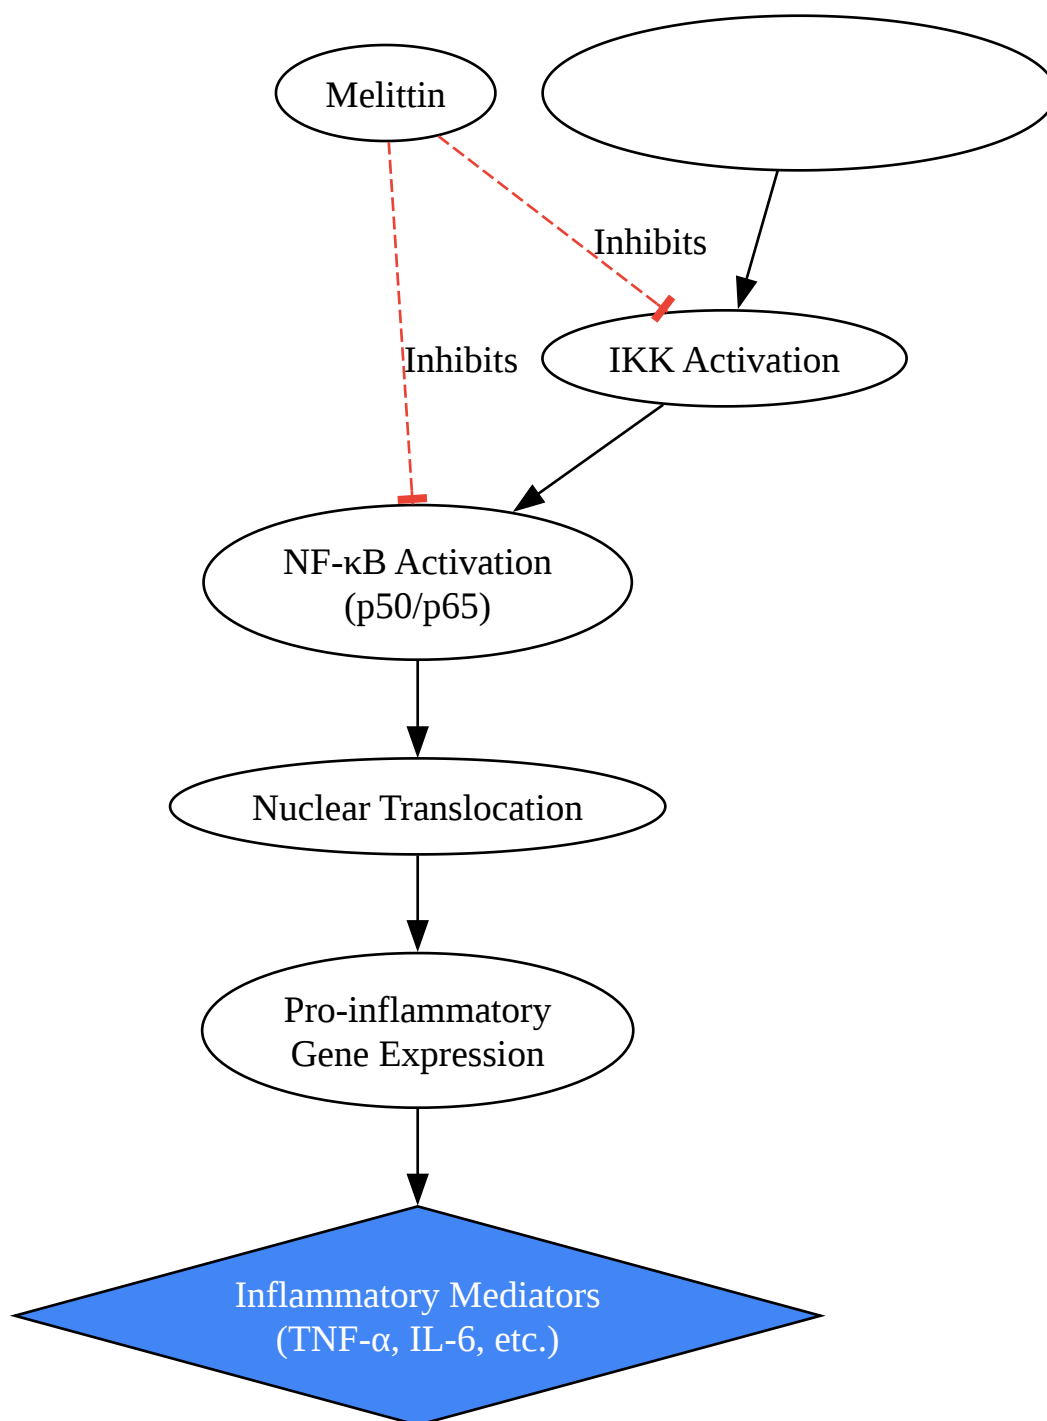 Melittin
Inhibits
Inhibits
IKK Activation
NF-κB Activation
(p50/p65)
Nuclear Translocation
Pro-inflammatory
Gene Expression
Inflammatory Mediators
(TNF-α, IL-6, etc.)